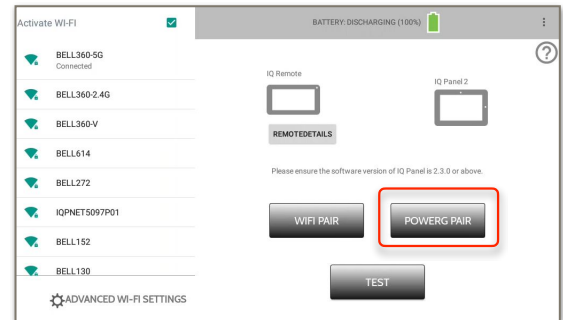 Activate WI-FI
BATTERY: DISCHARGING (100%)
BELL360-5G
Connected
BELL360-2.4G
BELL360-V
BELL614
BELL272
IQPNET5097P01
BELL152
BELL130
ADVANCED WI-FI SETTINGS
?
IQ Remote
IQ Panel 2
REMOTEDETAILS
Please ensure the software version of IQ Panel is 2.3.0 or above.
WIFI PAIR
POWERG PAIR
TEST